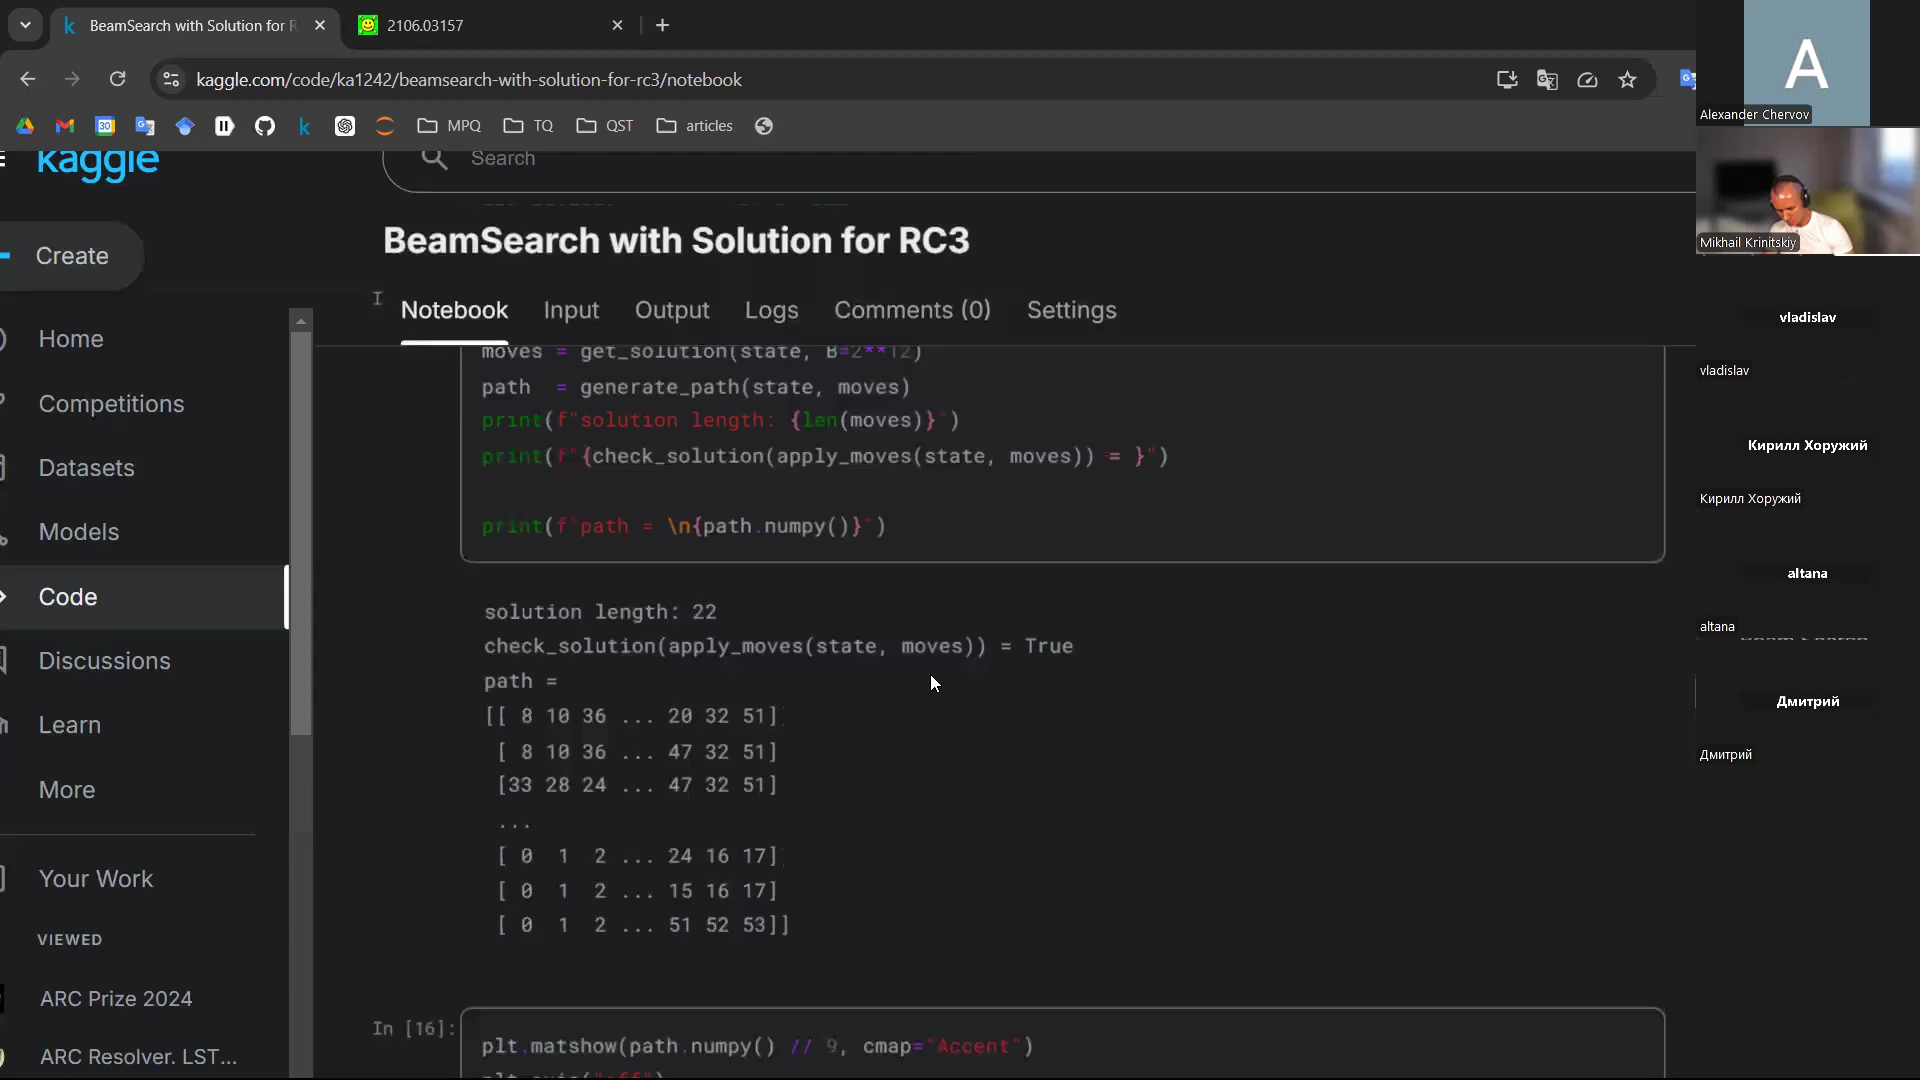 BeamSearch with Solution for R
2106.03157
kaggle.com/code/ka1242/beamsearch-with-solution-for-rc3/notebook
MPQ
TQ
QST
articles
kaggle
Search
BeamSearch with Solution for RC3
Create
Notebook
Input
Output
Logs
Comments (0)
Settings
Home
Competitions
Datasets
Models
Code
Discussions
Learn
More
Your Work
VIEWED
ARC Prize 2024
ARC Resolver. LST...
moves = get_solution(state, B=2**12)
path = generate_path(state, moves)
print(f"solution length: {len(moves)}")
print(f"{check_solution(apply_moves(state, moves)) = }")
print(f"path = \n{path.numpy()}")
solution length: 22
check_solution(apply_moves(state, moves)) = True
path =
[[ 8 10 36 ... 20 32 51]
[ 8 10 36 ... 47 32 51]
[33 28 24 ... 47 32 51]
...
[ 0 1 2 ... 24 16 17]
[ 0 1 2 ... 15 16 17]
[ 0 1 2 ... 51 52 53]]
In [16]:
plt.matshow(path.numpy() // 9, cmap="Accent")
A
Alexander Chervov
Mikhail Krinitskiy
vladislav
vladislav
Кирилл Хоружий
Кирилл Хоружий
altana
altana
Дмитрий
Дмитрий